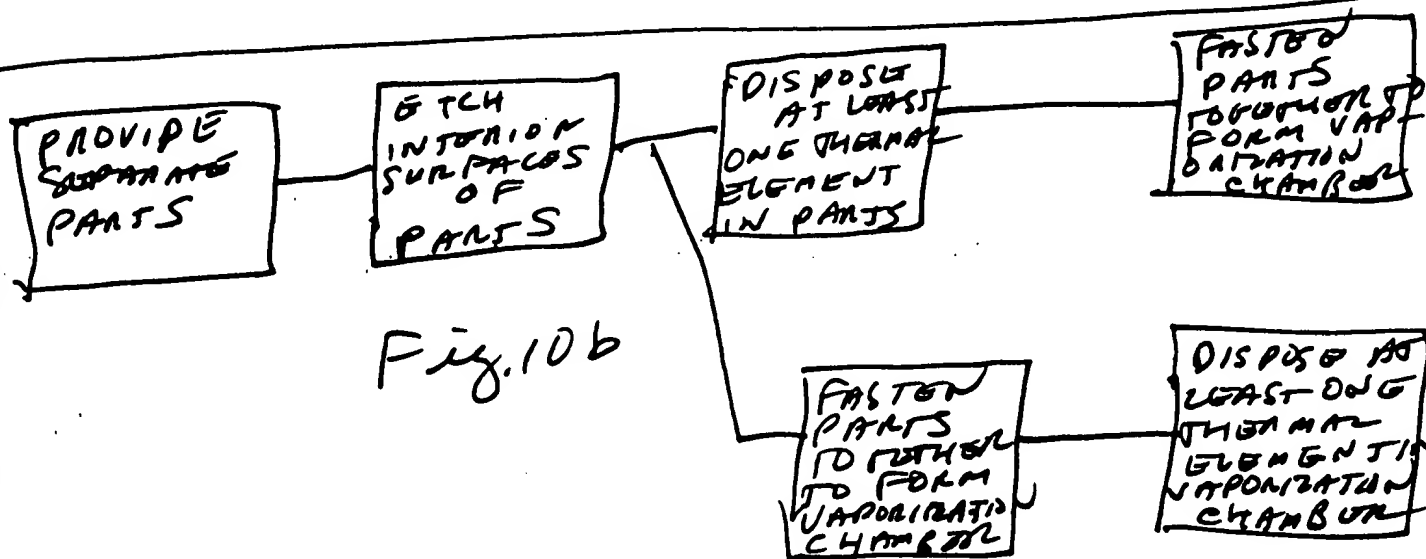 PROVIDE
SEPARATE
PARTS
ETCH
INTERIOR
SURFACES
OF
PARTS
DISPOSE
AT LEAST
ONE THERMAL
ELEMENT
IN PARTS
FASTEN
PARTS
TOGETHER TO
FORM VAP-
ORIZATION
CHAMBER
Fig. 10b
FASTEN
PARTS
TOGETHER
TO FORM
VAPORIZATIO
CHAMBER
DISPOSE AT
LEAST ONE
THERMAL
ELEMENT IN
VAPORIZATION
CHAMBER